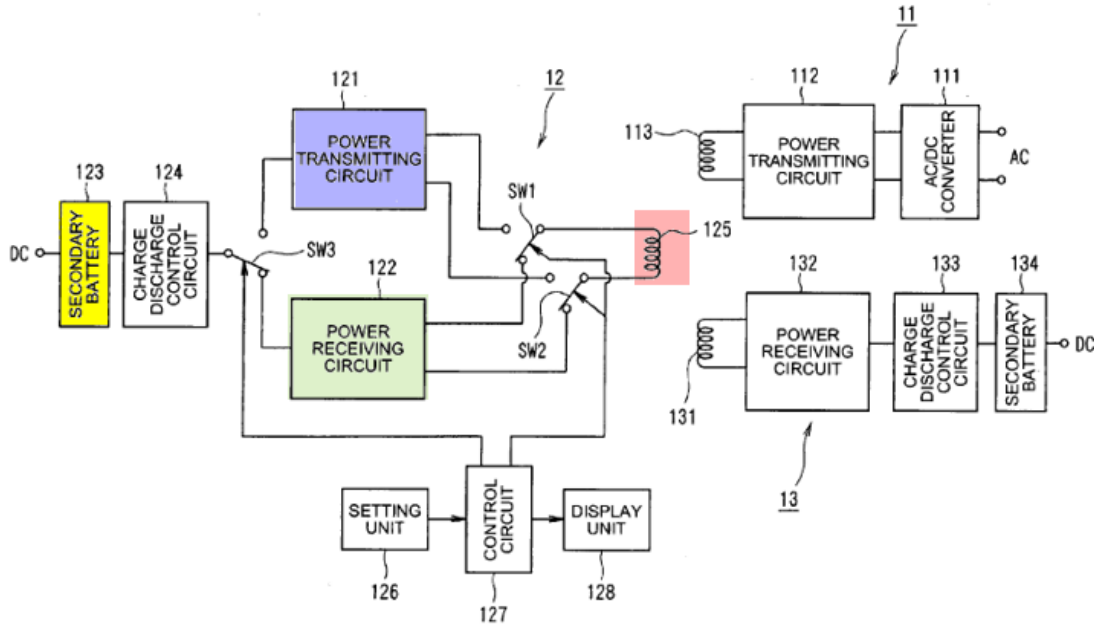 11
121
12
112
111
123
124
POWER
TRANSMITTING
CIRCUIT
113
POWER
TRANSMITTING
CIRCUIT
AC/DC
CONVERTER
AC
SW1
125
DC
SECONDARY
BATTERY
CHARGE
DISCHARGE
CONTROL
CIRCUIT
SW3
122
SW2
132
133
134
POWER
RECEIVING
CIRCUIT
131
POWER
RECEIVING
CIRCUIT
CHARGE
DISCHARGE
CONTROL
CIRCUIT
SECONDARY
BATTERY
DC
13
SETTING
UNIT
CONTROL
CIRCUIT
DISPLAY
UNIT
126
127
128